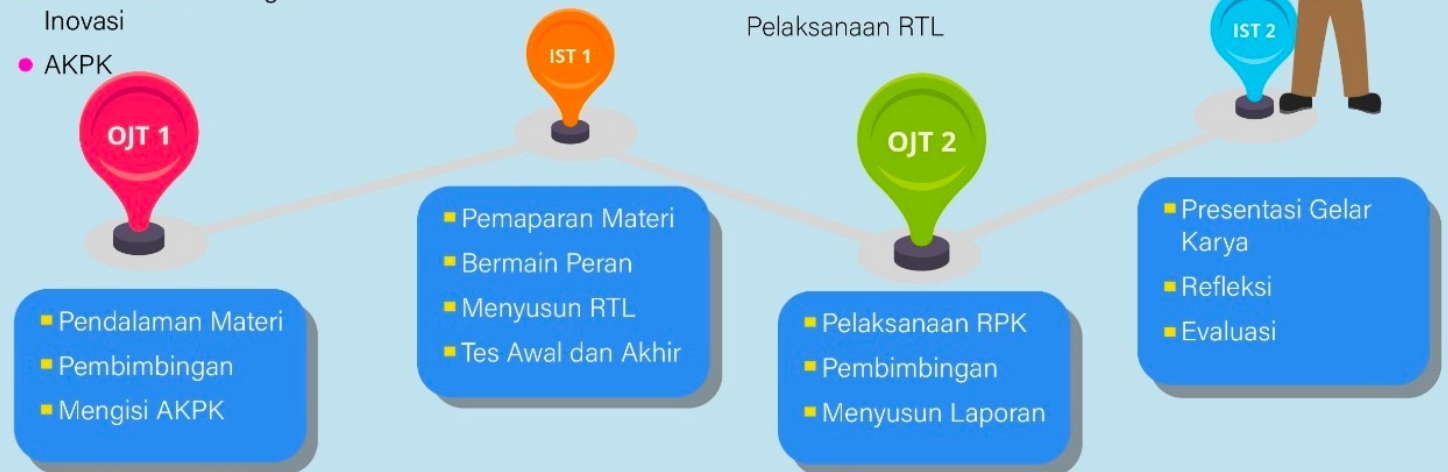 Inovasi
AKPK
Pelaksanaan RTL
OJT 1
IST 1
OJT 2
IST 2
Pendalaman Materi
Pembimbingan
Mengisi AKPK
Pemaparan Materi
Bermain Peran
Menyusun RTL
Tes Awal dan Akhir
Pelaksanaan RPK
Pembimbingan
Menyusun Laporan
Presentasi Gelar
Karya
Refleksi
Evaluasi